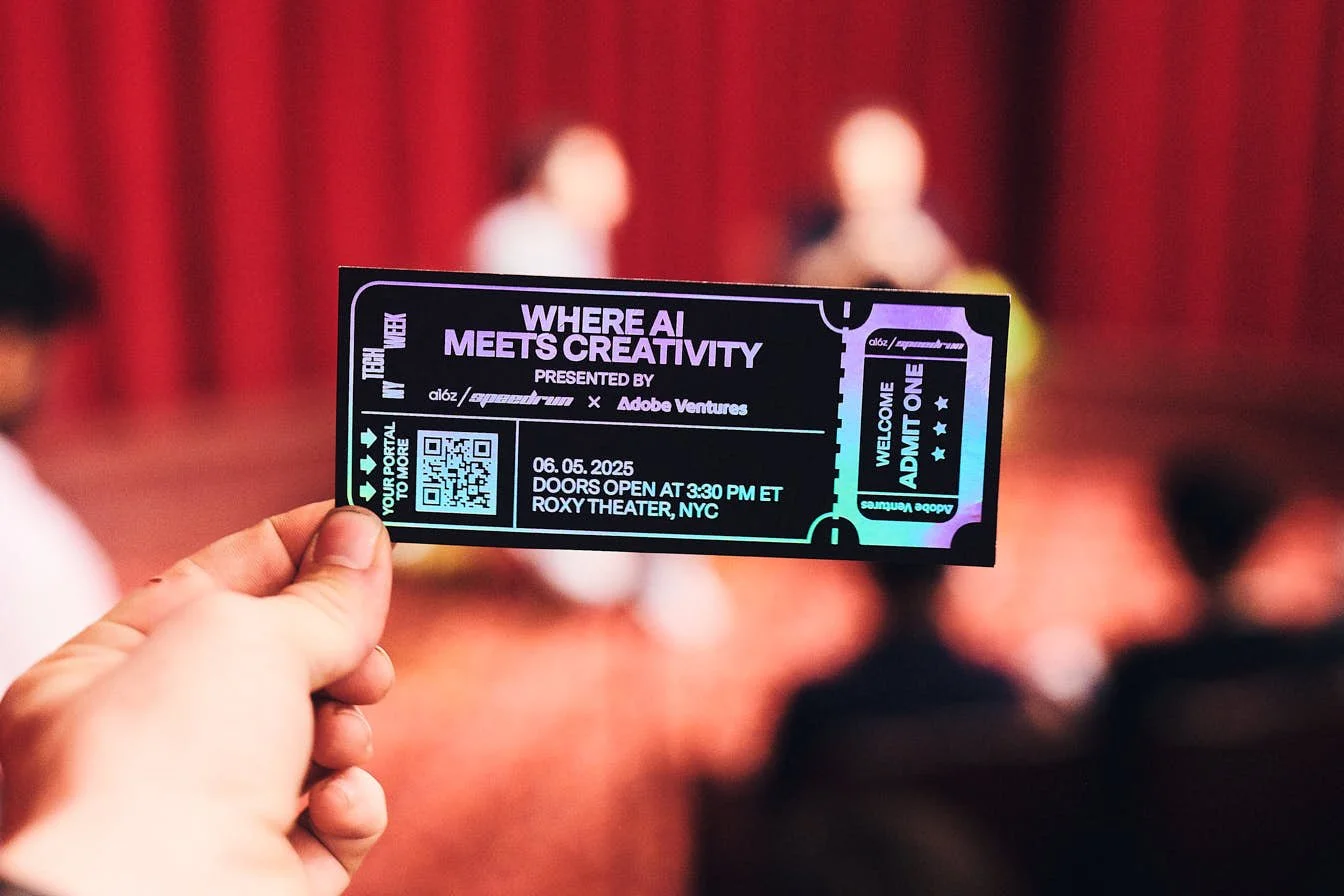 NY TECH WEEK
WHERE AI
MEETS CREATIVITY
PRESENTED BY
a16z/speedrun × Adobe Ventures
YOUR PORTAL
TO MORE
06. 05. 2025
DOORS OPEN AT 3:30 PM ET
ROXY THEATER, NYC
a16z/speedrun
WELCOME
ADMIT ONE
Adobe Ventures